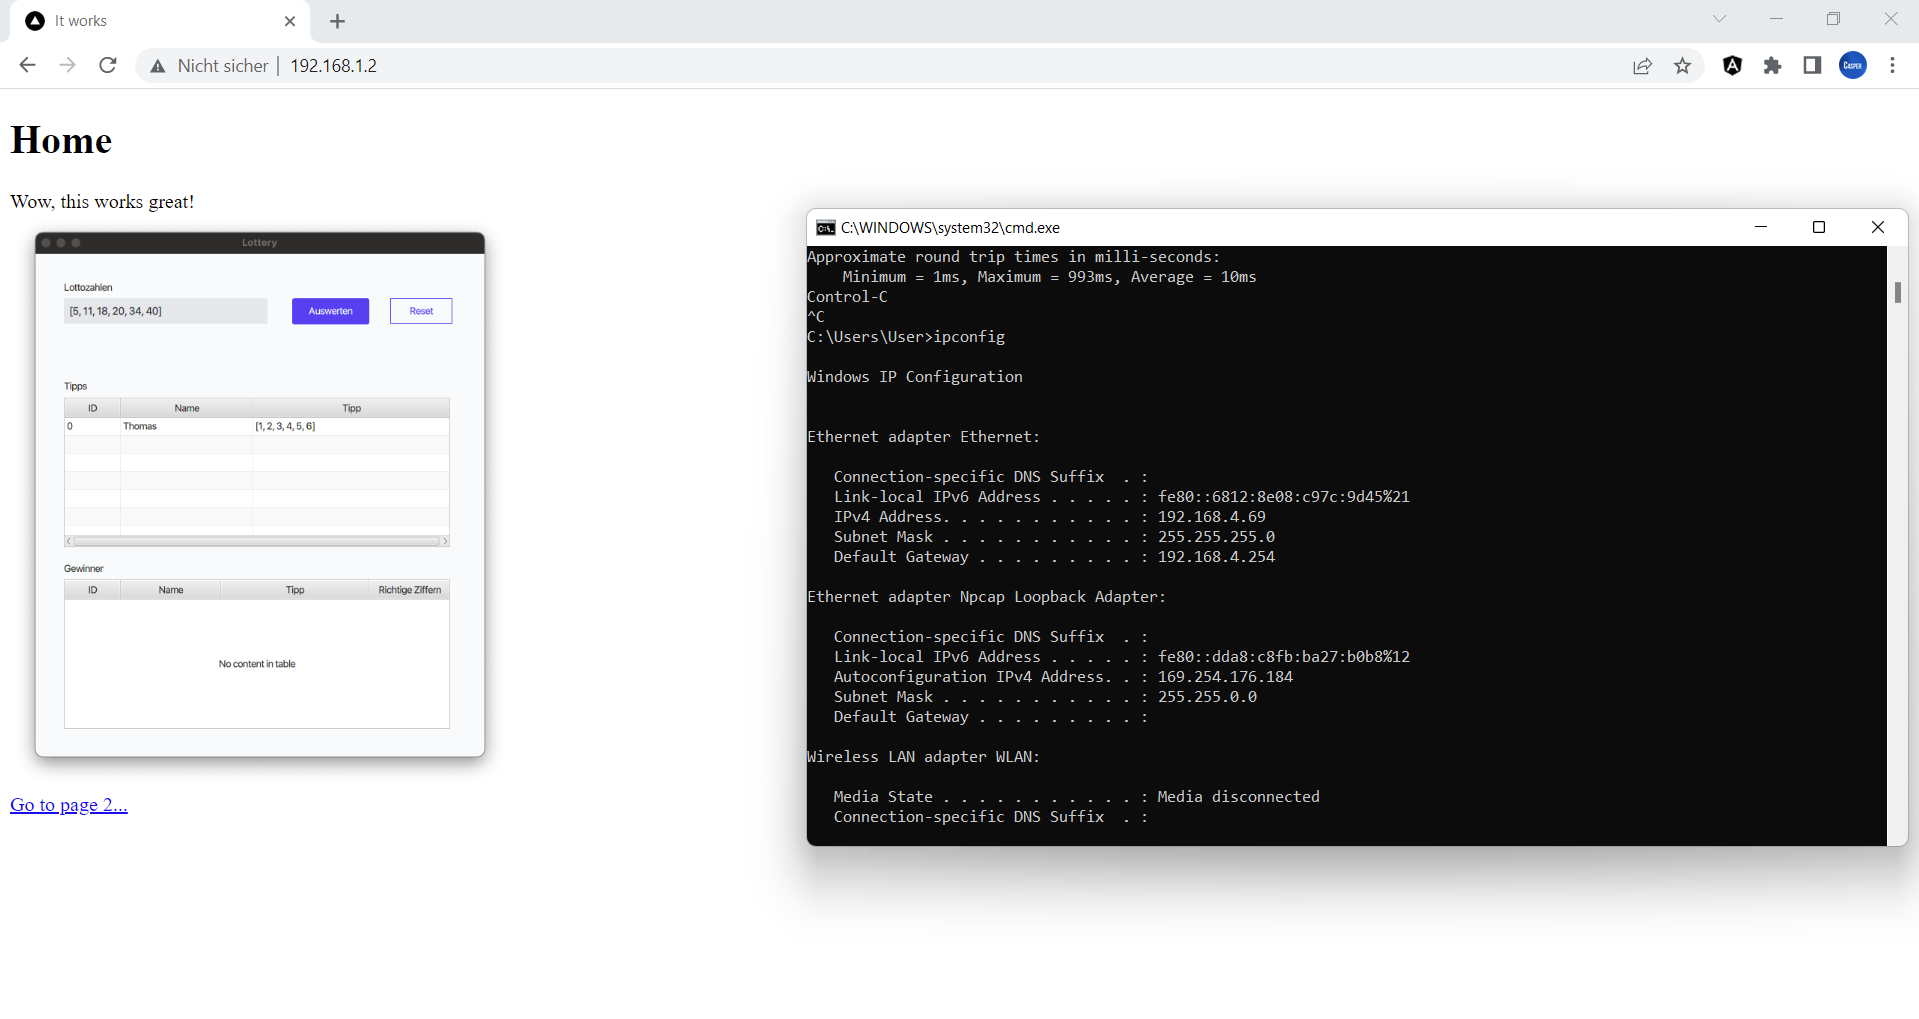 It works
Nicht sicher | 192.168.1.2
CASPER
Home
Wow, this works great!
Lottery
Lottozahlen
[5, 11, 18, 20, 34, 40]
Auswerten
Reset
Tipps
ID Name Tipp
0 Thomas [1, 2, 3, 4, 5, 6]
Gewinner
ID Name Tipp Richtige Ziffern
No content in table
Go to page 2...
C:\WINDOWS\system32\cmd.exe
Approximate round trip times in milli-seconds:
    Minimum = 1ms, Maximum = 993ms, Average = 10ms
Control-C
^C
C:\Users\User>ipconfig
Windows IP Configuration
Ethernet adapter Ethernet:
   Connection-specific DNS Suffix  . :
   Link-local IPv6 Address . . . . . : fe80::6812:8e08:c97c:9d45%21
   IPv4 Address. . . . . . . . . . . : 192.168.4.69
   Subnet Mask . . . . . . . . . . . : 255.255.255.0
   Default Gateway . . . . . . . . . : 192.168.4.254
Ethernet adapter Npcap Loopback Adapter:
   Connection-specific DNS Suffix  . :
   Link-local IPv6 Address . . . . . : fe80::dda8:c8fb:ba27:b0b8%12
   Autoconfiguration IPv4 Address. . : 169.254.176.184
   Subnet Mask . . . . . . . . . . . : 255.255.0.0
   Default Gateway . . . . . . . . . :
Wireless LAN adapter WLAN:
   Media State . . . . . . . . . . . : Media disconnected
   Connection-specific DNS Suffix  . :